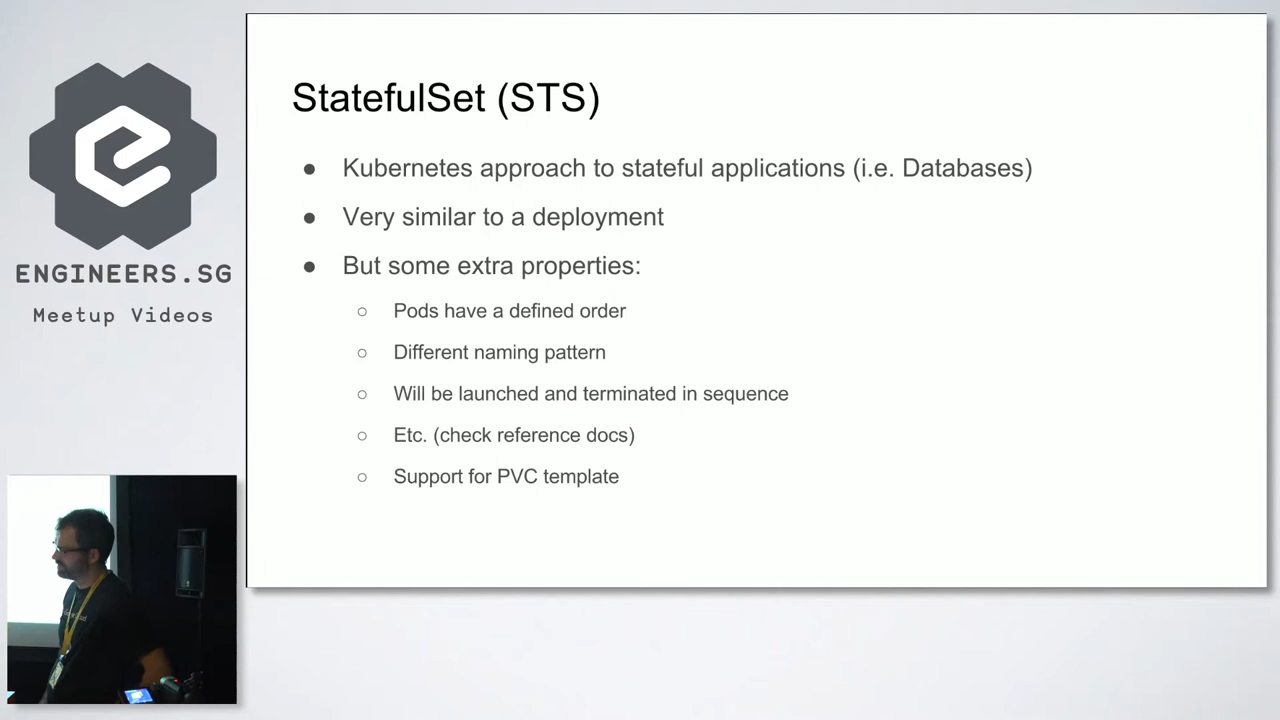 StatefulSet (STS)
● Kubernetes approach to stateful applications (i.e. Databases)
● Very similar to a deployment
● But some extra properties:
○ Pods have a defined order
○ Different naming pattern
○ Will be launched and terminated in sequence
○ Etc. (check reference docs)
○ Support for PVC template
ENGINEERS.SG
Meetup Videos